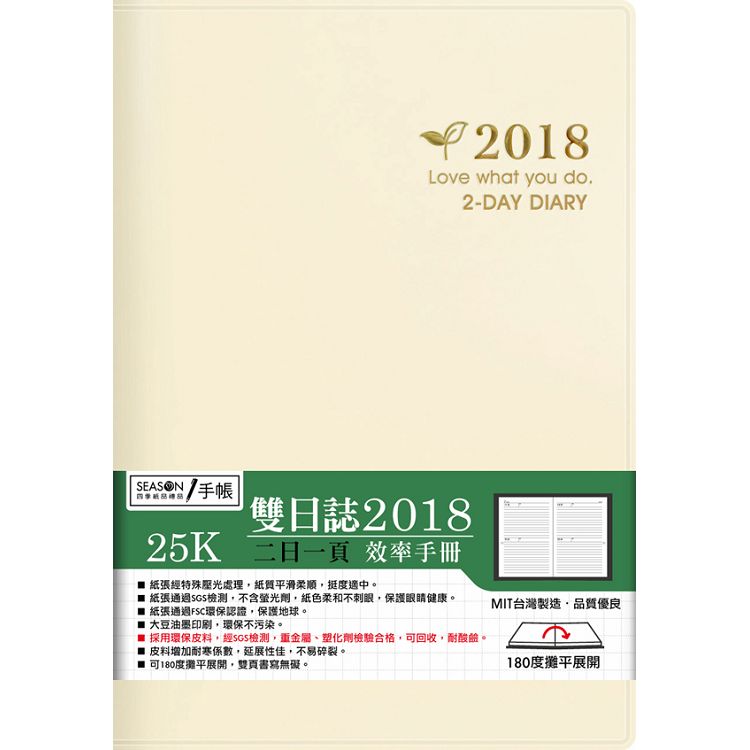 2018
Love what you do.
2-DAY DIARY
SEASON
四季紙品禮品
手帳
25K
雙日誌2018
二日一頁 效率手冊
■ 紙張經特殊壓光處理，紙質平滑柔順，挺度適中。
■ 紙張通過SGS檢測，不含螢光劑，紙色柔和不刺眼，保護眼睛健康。
■ 紙張通過FSC環保認證，保護地球。
■ 大豆油墨印刷，環保不污染。
■ 採用環保皮料，經SGS檢測，重金屬、塑化劑檢驗合格，可回收，耐酸鹼。
■ 皮料增加耐寒係數，延展性佳，不易碎裂。
■ 可180度攤平展開，雙頁書寫無礙。
MIT台灣製造・品質優良
180度攤平展開